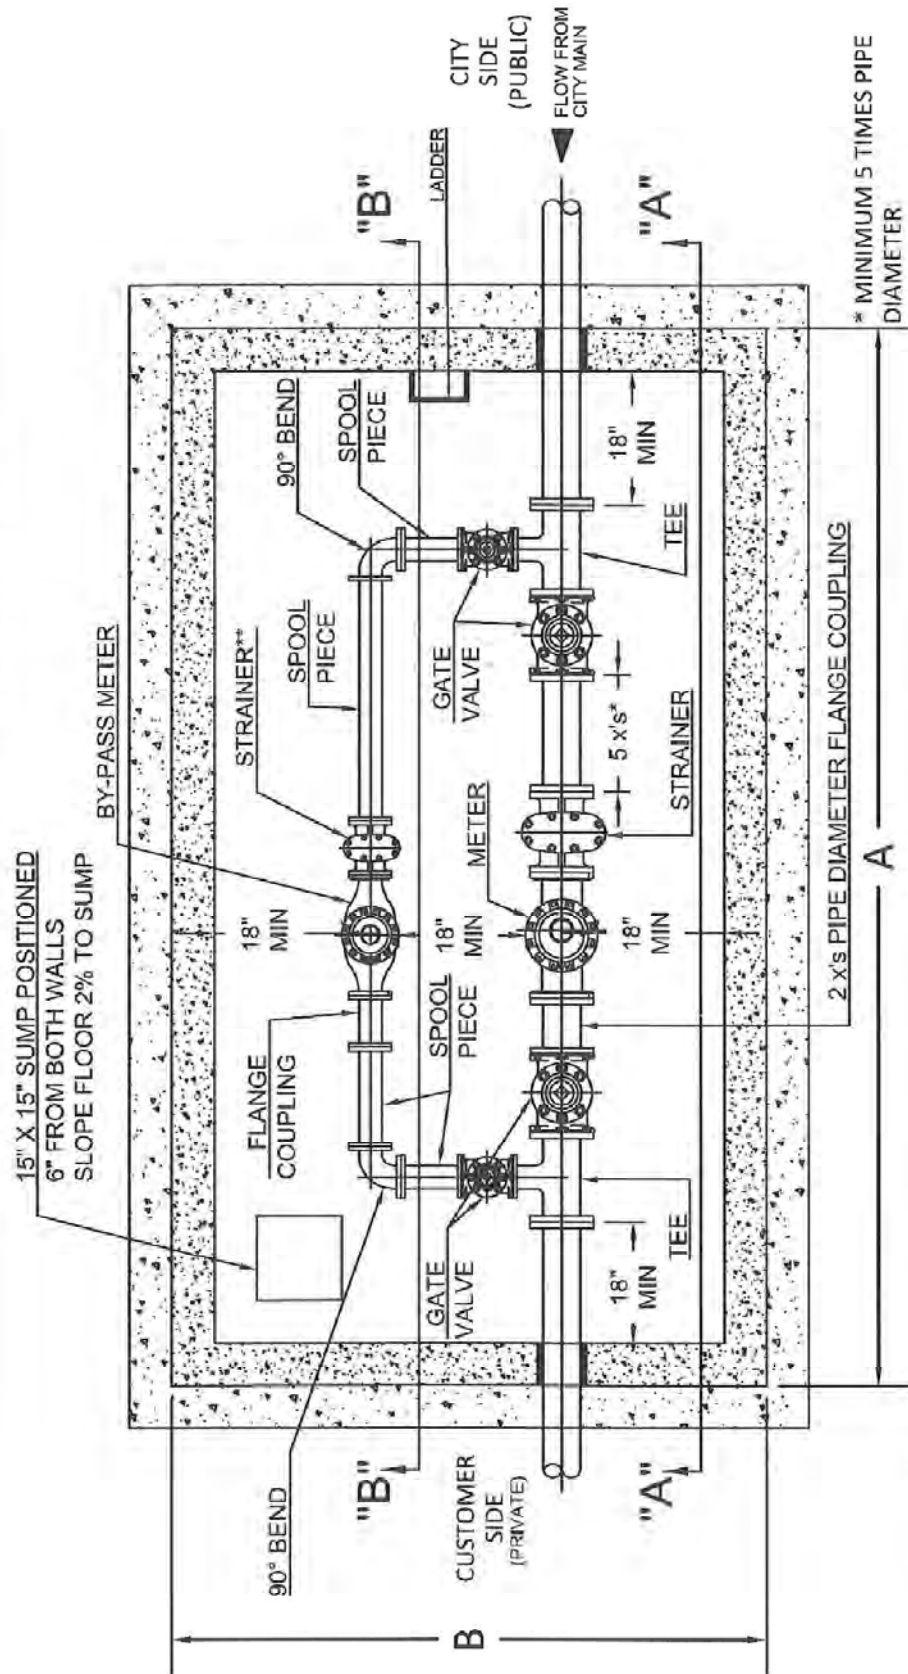 15" X 15" SUMP POSITIONED
6" FROM BOTH WALLS
SLOPE FLOOR 2% TO SUMP
BY-PASS METER
STRAINER**
SPOOL
PIECE
90° BEND
SPOOL
PIECE
FLANGE
COUPLING
18"
MIN
90° BEND
"B"
"B"
LADDER
CITY
SIDE
(PUBLIC)
FLOW FROM
CITY MAIN
SPOOL
PIECE
18"
MIN
METER
GATE
VALVE
GATE
VALVE
CUSTOMER
SIDE
(PRIVATE)
18"
MIN
TEE
18"
MIN
5 x's*
STRAINER
TEE
18"
MIN
"A"
"A"
2 x's PIPE DIAMETER FLANGE COUPLING
* MINIMUM 5 TIMES PIPE
DIAMETER
A
B